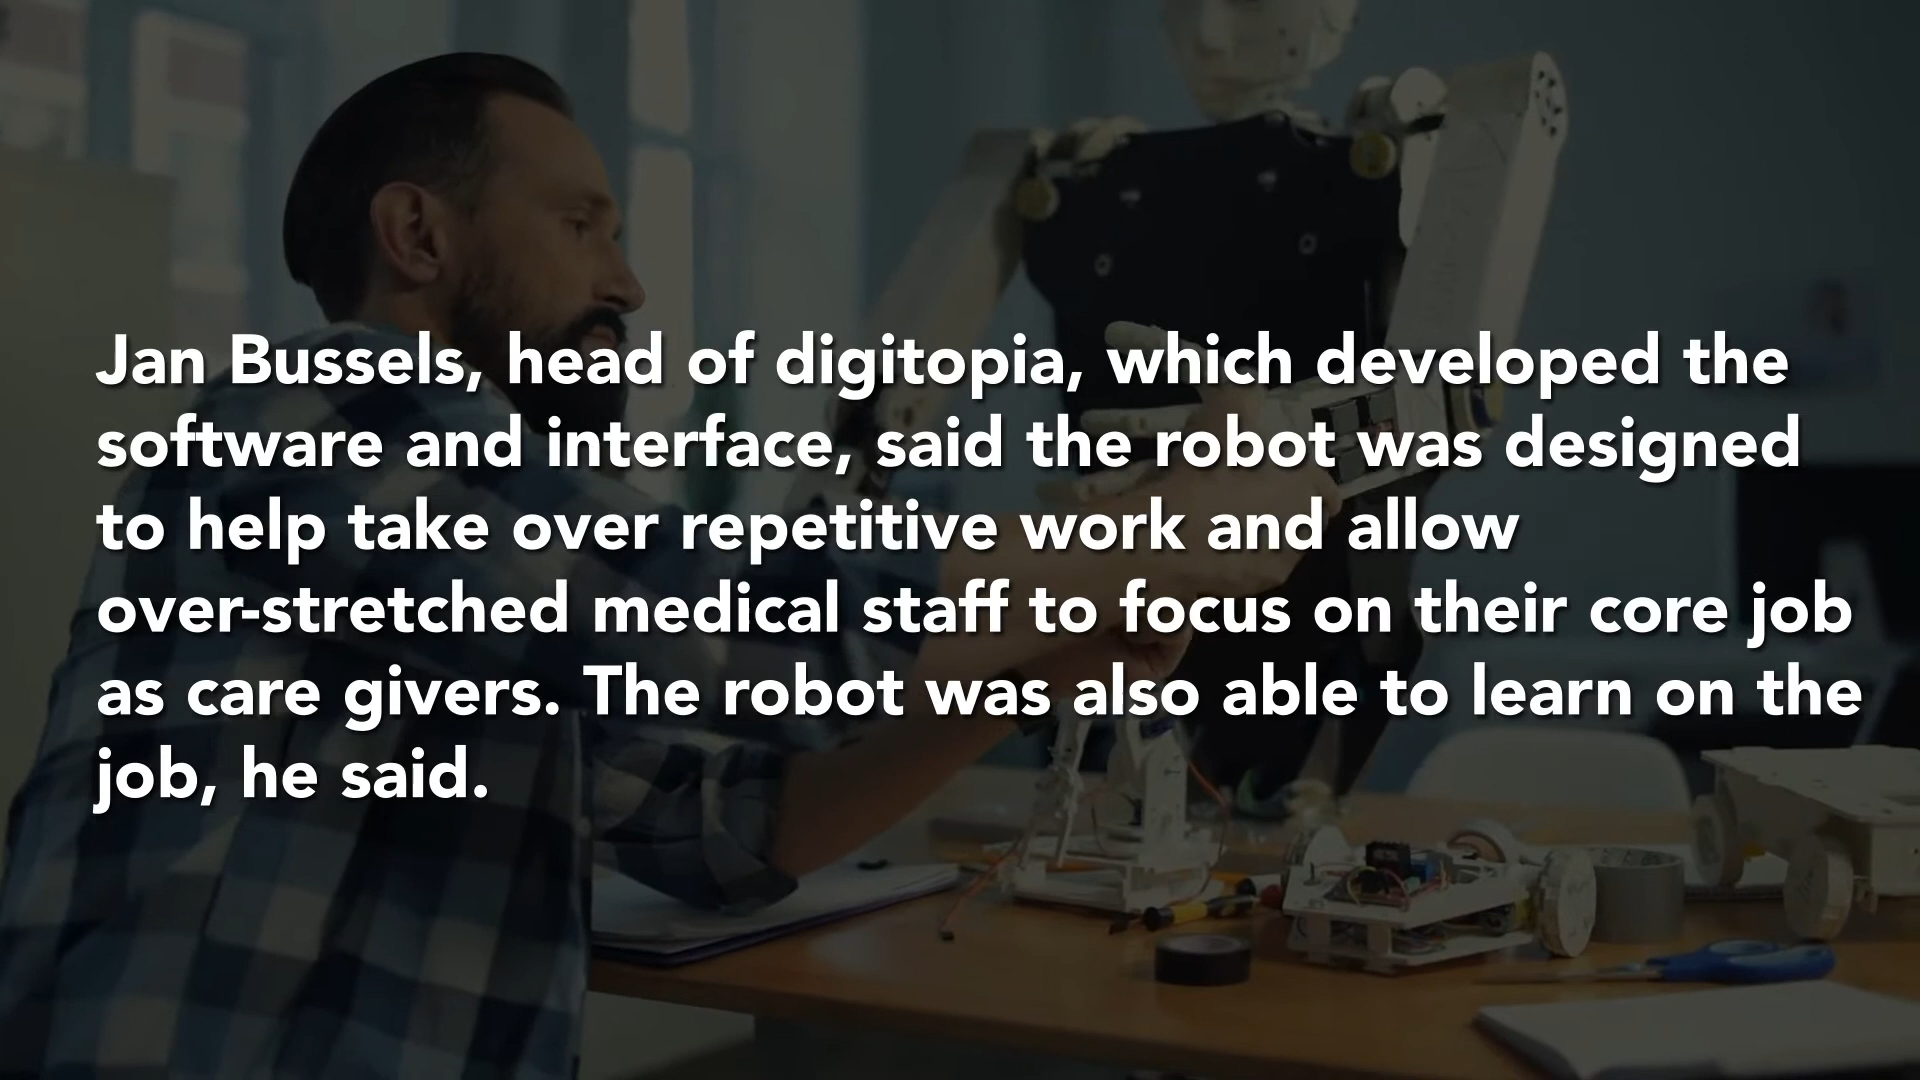 Jan Bussels, head of digitopia, which developed the
software and interface, said the robot was designed
to help take over repetitive work and allow
over-stretched medical staff to focus on their core job
as care givers. The robot was also able to learn on the
job, he said.